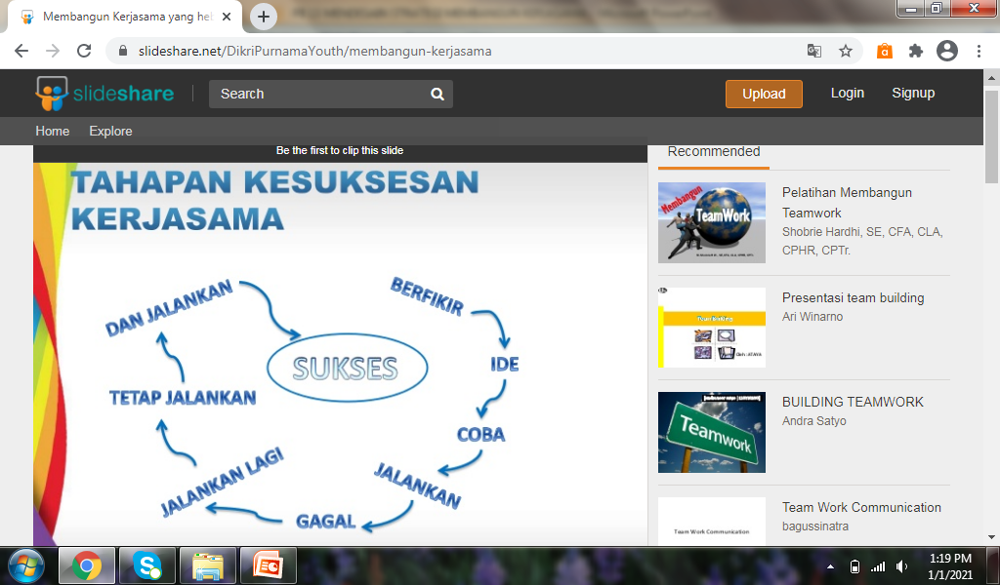 Membangun Kerjasama yang heb
slideshare.net/DikriPurnamaYouth/membangun-kerjasama
slideshare
Search
Upload
Login
Signup
Home
Explore
Be the first to clip this slide
TAHAPAN KESUKSESAN
KERJASAMA
BERFIKIR
IDE
COBA
JALANKAN
GAGAL
JALANKAN LAGI
TETAP JALANKAN
DAN JALANKAN
SUKSES
Recommended
Membangun
TeamWork
Pelatihan Membangun
Teamwork
Shobrie Hardhi, SE, CFA, CLA,
CPHR, CPTr.
Presentasi team building
Ari Winarno
Teamwork
BUILDING TEAMWORK
Andra Satyo
Team Work Communication
Team Work Communication
bagussinatra
1:19 PM
1/1/2021